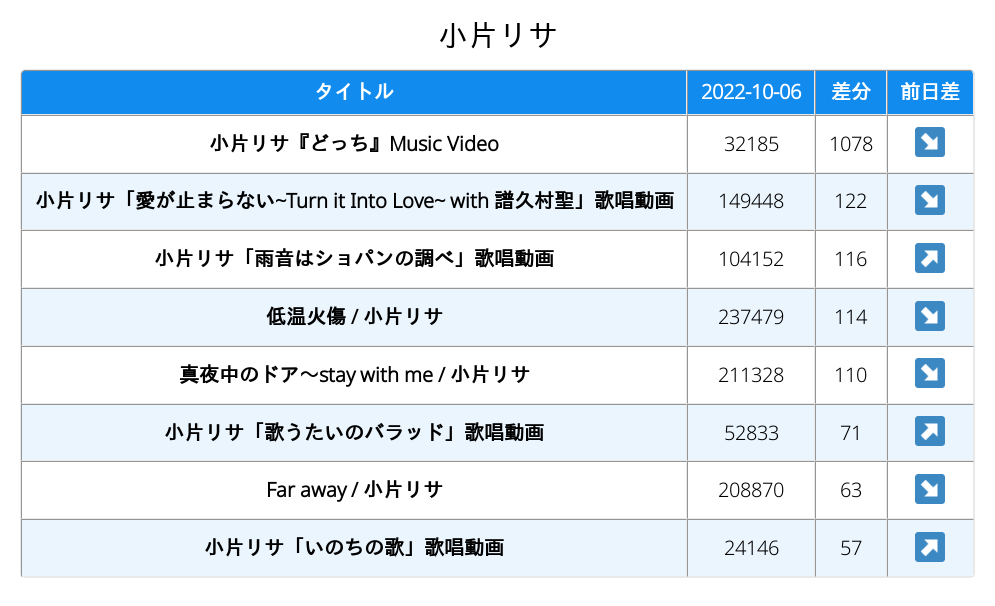 小片リサ
タイトル 2022-10-06 差分 前日差
小片リサ『どっち』Music Video 32185 1078 ↘
小片リサ「愛が止まらない~Turn it Into Love~ with 譜久村聖」歌唱動画 149448 122 ↘
小片リサ「雨音はショパンの調べ」歌唱動画 104152 116 ↗
低温火傷 / 小片リサ 237479 114 ↘
真夜中のドア～stay with me / 小片リサ 211328 110 ↘
小片リサ「歌うたいのバラッド」歌唱動画 52833 71 ↗
Far away / 小片リサ 208870 63 ↘
小片リサ「いのちの歌」歌唱動画 24146 57 ↗